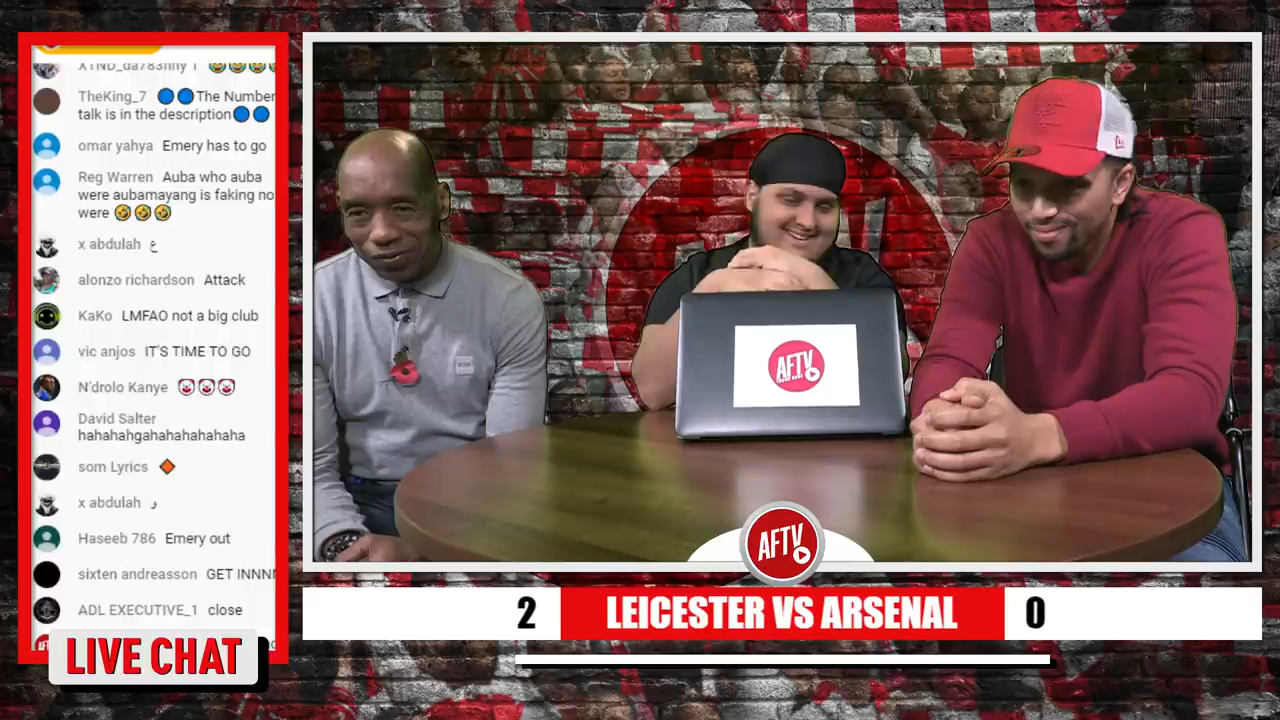 XTND_da783hhy 1 🤣🤣🤣
TheKing_7 🔵🔵The Number
talk is in the description🔵🔵
omar yahya Emery has to go
Reg Warren Auba who auba
were aubamayang is faking no
were 🤣🤣🤣
x abdulah ع
alonzo richardson Attack
KaKo LMFAO not a big club
vic anjos IT'S TIME TO GO
N'drolo Kanye 🤡🤡🤡
David Salter
hahahahgahahahahahaha
som Lyrics 🔶
x abdulah و
Haseeb 786 Emery out
sixten andreasson GET INNN
ADL EXECUTIVE_1 close
LIVE CHAT
AFTV
BOSS
AFTV
2 LEICESTER VS ARSENAL 0